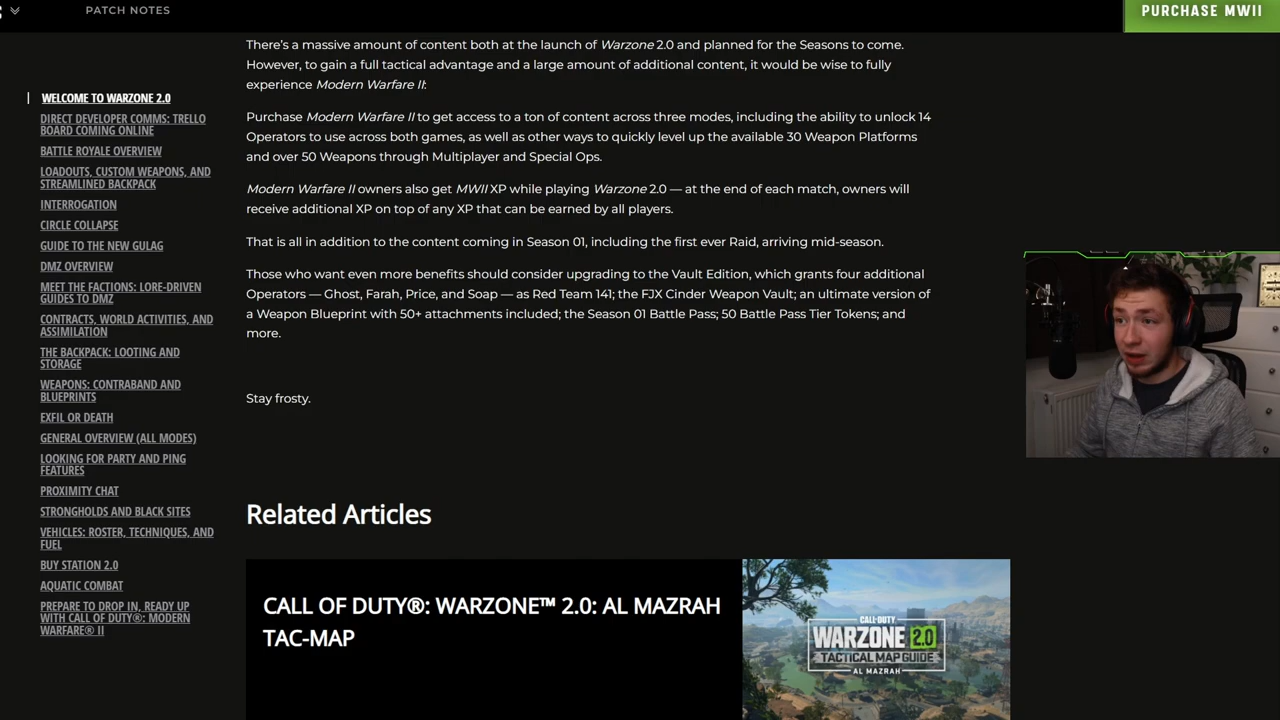 PATCH NOTES
PURCHASE MWII
WELCOME TO WARZONE 2.0
DIRECT DEVELOPER COMMS: TRELLO
BOARD COMING ONLINE
BATTLE ROYALE OVERVIEW
LOADOUTS, CUSTOM WEAPONS, AND
STREAMLINED BACKPACK
INTERROGATION
CIRCLE COLLAPSE
GUIDE TO THE NEW GULAG
DMZ OVERVIEW
MEET THE FACTIONS: LORE-DRIVEN
GUIDES TO DMZ
CONTRACTS, WORLD ACTIVITIES, AND
ASSIMILATION
THE BACKPACK: LOOTING AND
STORAGE
WEAPONS: CONTRABAND AND
BLUEPRINTS
EXFIL OR DEATH
GENERAL OVERVIEW (ALL MODES)
LOOKING FOR PARTY AND PING
FEATURES
PROXIMITY CHAT
STRONGHOLDS AND BLACK SITES
VEHICLES: ROSTER, TECHNIQUES, AND
FUEL
BUY STATION 2.0
AQUATIC COMBAT
PREPARE TO DROP IN, READY UP
WITH CALL OF DUTY®: MODERN
WARFARE® II
There's a massive amount of content both at the launch of Warzone 2.0 and planned for the Seasons to come.
However, to gain a full tactical advantage and a large amount of additional content, it would be wise to fully
experience Modern Warfare II:
Purchase Modern Warfare II to get access to a ton of content across three modes, including the ability to unlock 14
Operators to use across both games, as well as other ways to quickly level up the available 30 Weapon Platforms
and over 50 Weapons through Multiplayer and Special Ops.
Modern Warfare II owners also get MWII XP while playing Warzone 2.0 — at the end of each match, owners will
receive additional XP on top of any XP that can be earned by all players.
That is all in addition to the content coming in Season 01, including the first ever Raid, arriving mid-season.
Those who want even more benefits should consider upgrading to the Vault Edition, which grants four additional
Operators — Ghost, Farah, Price, and Soap — as Red Team 141; the FJX Cinder Weapon Vault; an ultimate version of
a Weapon Blueprint with 50+ attachments included; the Season 01 Battle Pass; 50 Battle Pass Tier Tokens; and
more.
Stay frosty.
Related Articles
CALL OF DUTY®: WARZONE™ 2.0: AL MAZRAH
TAC-MAP
CALL OF DUTY
WARZONE 2.0
TACTICAL MAP GUIDE
AL MAZRAH